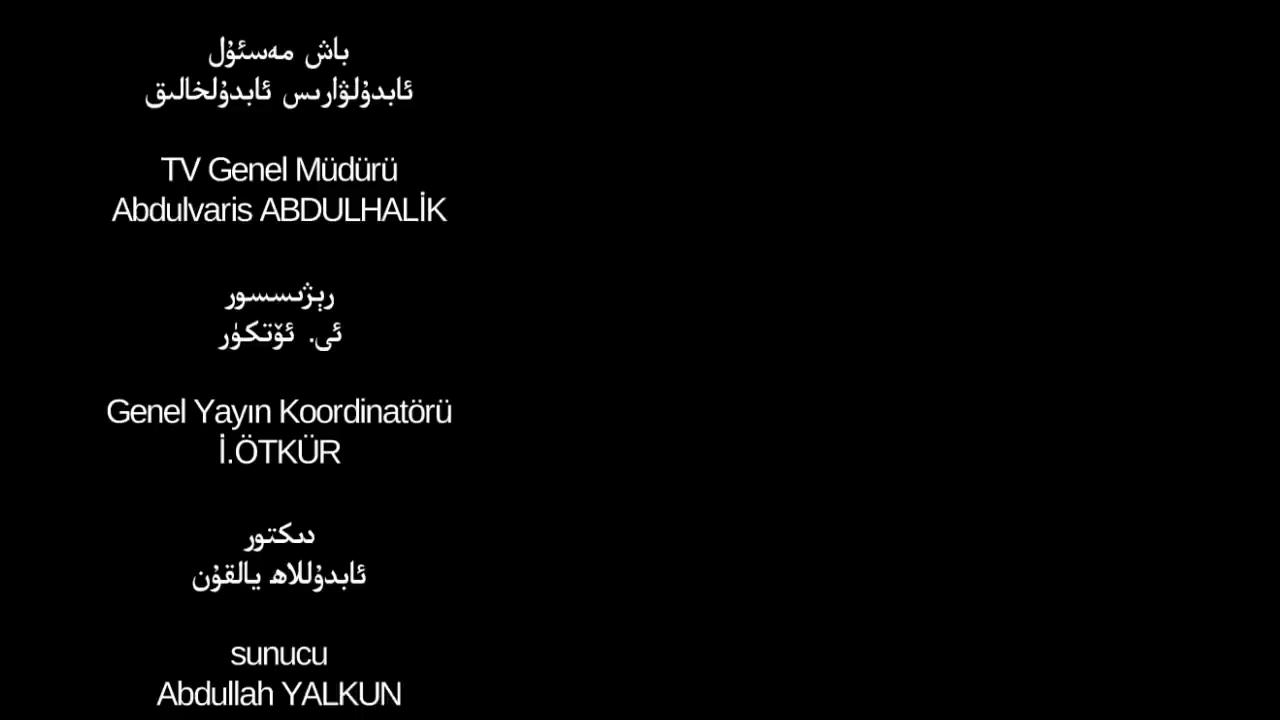 باش مەسئۇل
ئابدۇلۋارىس ئابدۇلخالىق
TV Genel Müdürü
Abdulvaris ABDULHALİK
رېژىسسور
ئى. ئۆتكۈر
Genel Yayın Koordinatörü
İ.ÖTKÜR
دىكتور
ئابدۇللاھ يالقۇن
sunucu
Abdullah YALKUN